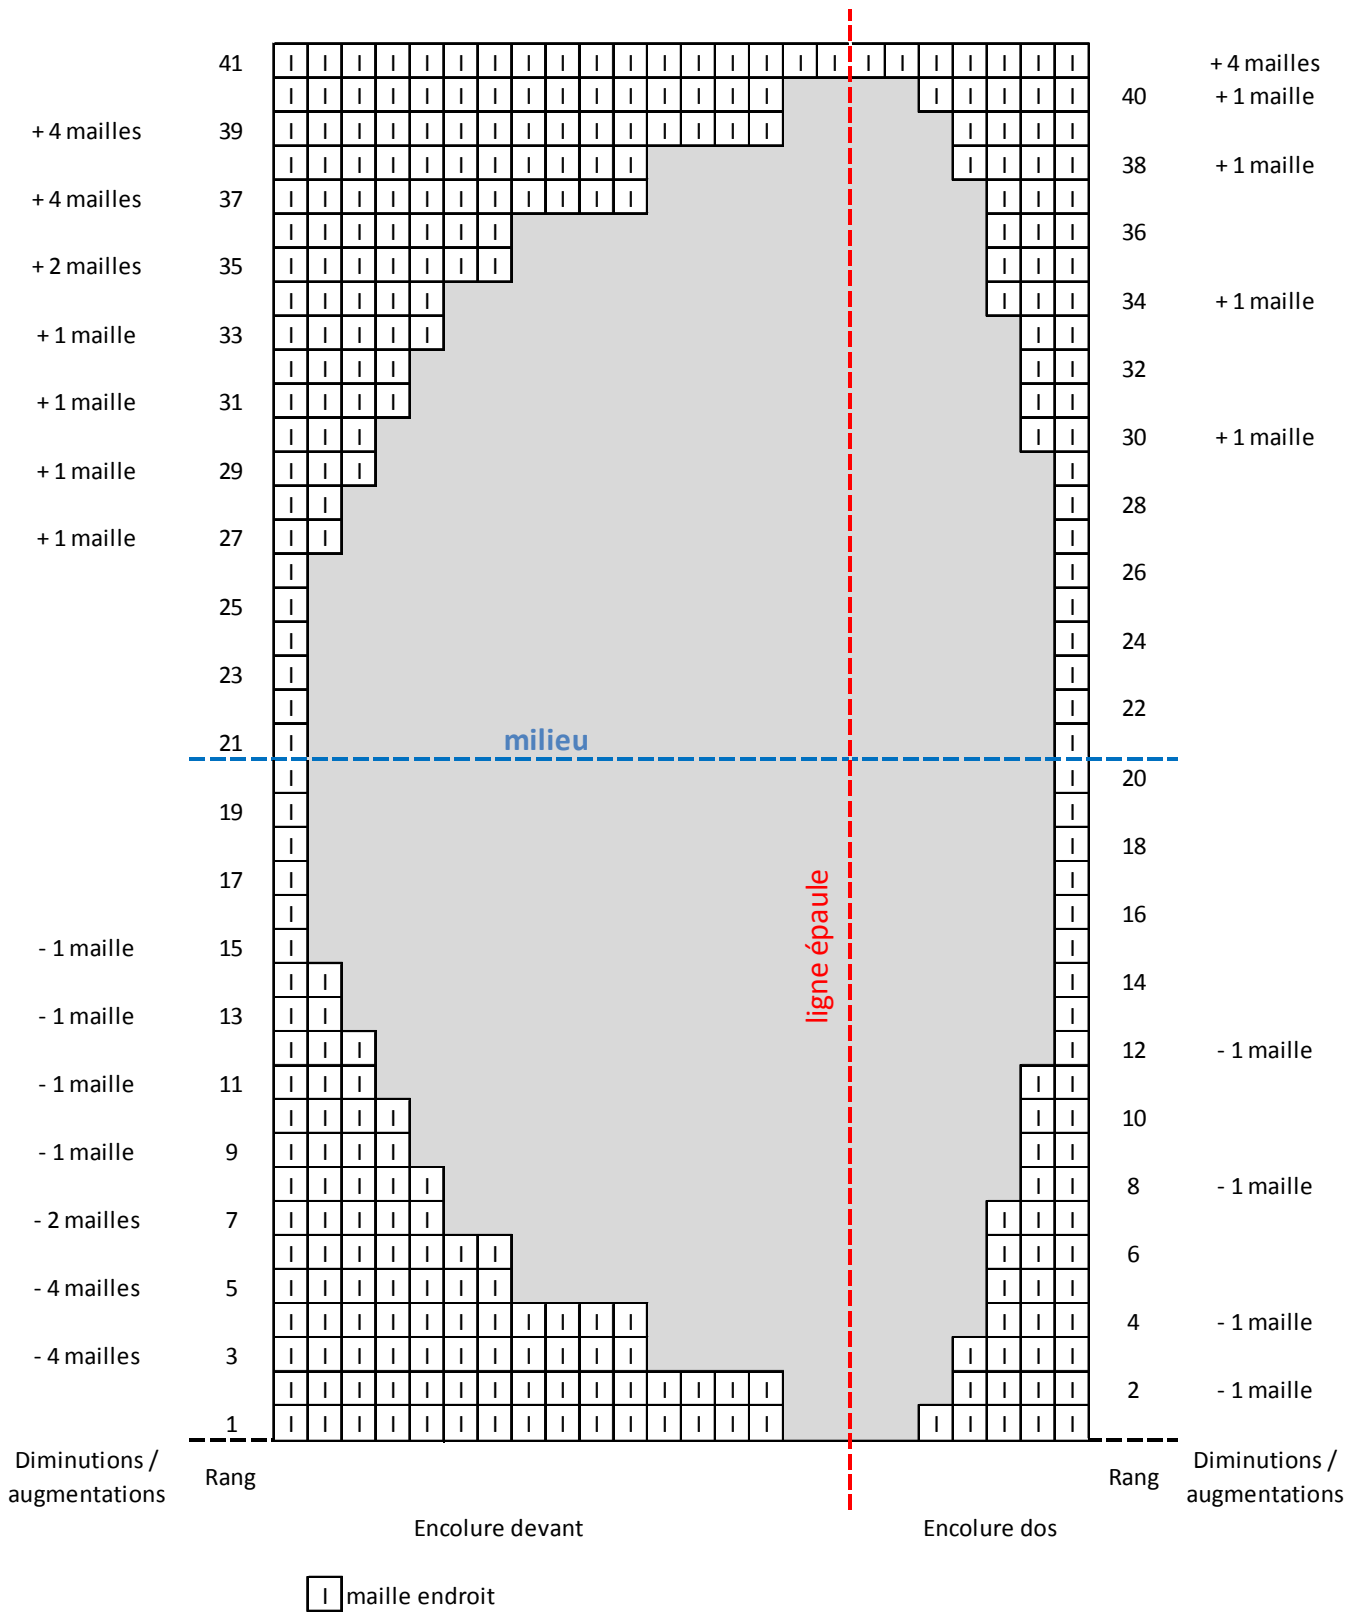 41 I I I I I I I I I I I I I I I I I I I I I I I I + 4 mailles
I I I I I I I I I I I I I I I I I I I I 40 + 1 maille
+ 4 mailles 39 I I I I I I I I I I I I I I I I I I I
I I I I I I I I I I I I I I I 38 + 1 maille
+ 4 mailles 37 I I I I I I I I I I I I I I
I I I I I I I I I I 36
+ 2 mailles 35 I I I I I I I I I I
I I I I I I I I 34 + 1 maille
+ 1 maille 33 I I I I I I I
I I I I I I 32
+ 1 maille 31 I I I I I I
I I I I I 30 + 1 maille
+ 1 maille 29 I I I I
I I I 28
+ 1 maille 27 I I I
I I 26
25 I I
I I 24
23 I I
I I 22
21 I I
milieu
I I 20
19 I I
I I 18
17 I I
I I 16
ligne épaule
- 1 maille 15 I I
I I I 14
- 1 maille 13 I I I
I I I I 12 - 1 maille
- 1 maille 11 I I I I I
I I I I I I 10
- 1 maille 9 I I I I I I
I I I I I I I 8 - 1 maille
- 2 mailles 7 I I I I I I I I
I I I I I I I I I I 6
- 4 mailles 5 I I I I I I I I I I
I I I I I I I I I I I I I I 4 - 1 maille
- 4 mailles 3 I I I I I I I I I I I I I I I
I I I I I I I I I I I I I I I I I I I 2 - 1 maille
1 I I I I I I I I I I I I I I I I I I I I
Diminutions /
augmentations
Rang
Rang
Diminutions /
augmentations
Encolure devant
Encolure dos
I maille endroit